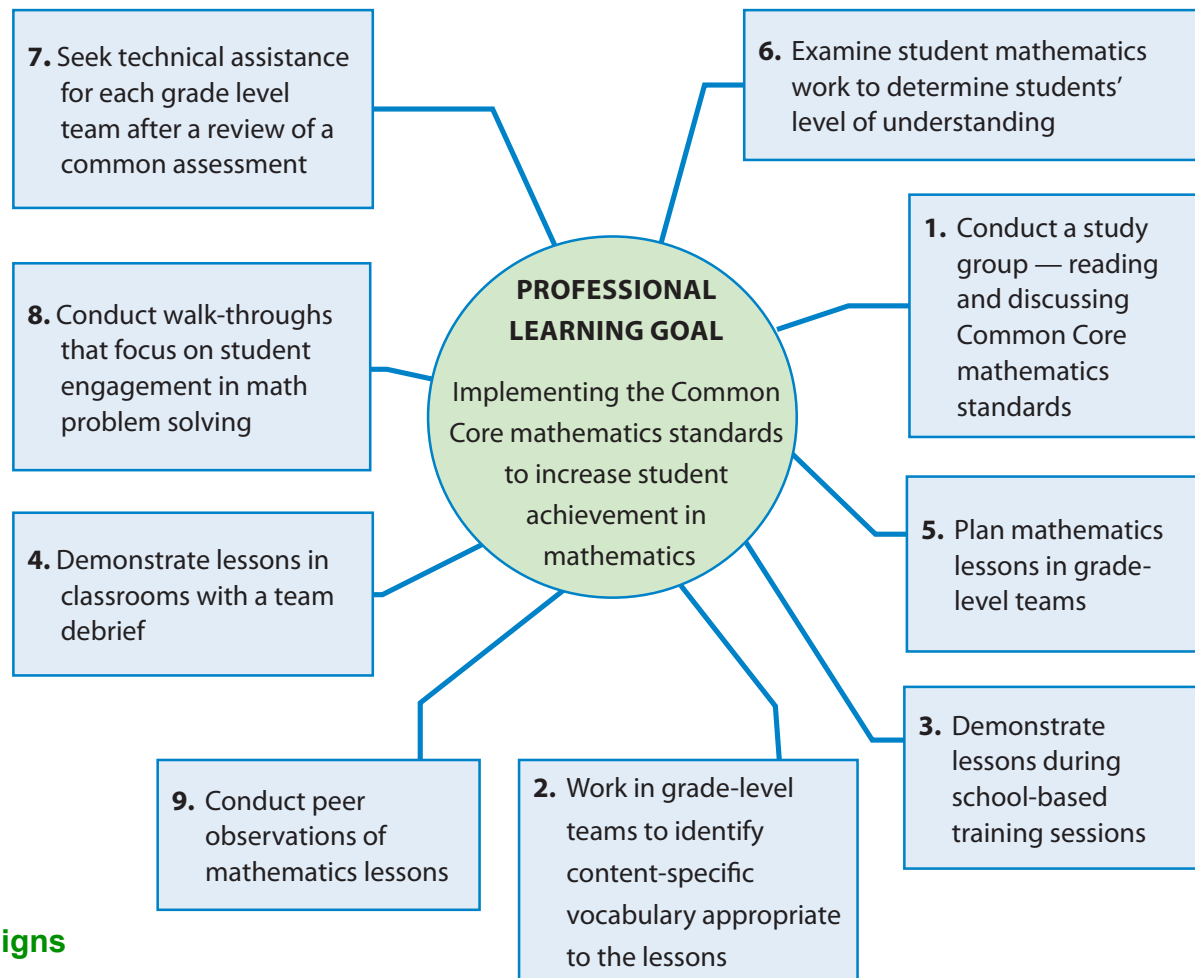 7. Seek technical assistance
for each grade level
team after a review of a
common assessment
6. Examine student mathematics
work to determine students’
level of understanding
1. Conduct a study
group — reading
and discussing
Common Core
mathematics
standards
PROFESSIONAL
LEARNING GOAL
Implementing the Common
Core mathematics standards
to increase student
achievement in
mathematics
8. Conduct walk-throughs
that focus on student
engagement in math
problem solving
5. Plan mathematics
lessons in grade-
level teams
4. Demonstrate lessons in
classrooms with a team
debrief
3. Demonstrate
lessons during
school-based
training sessions
9. Conduct peer
observations of
mathematics lessons
2. Work in grade-level
teams to identify
content-specific
vocabulary appropriate
to the lessons
igns